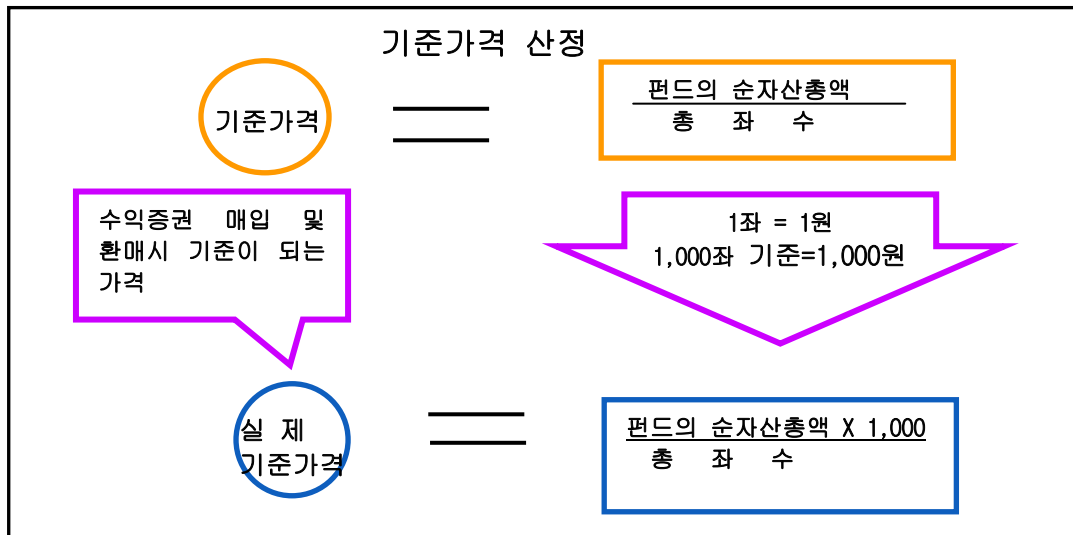 기준가격 산정
기준가격
펀드의 순자산총액
총 좌 수
수익증권 매입 및
환매시 기준이 되는
가격
1좌 = 1원
1,000좌 기준=1,000원
실 제
기준가격
펀드의 순자산총액 X 1,000
총 좌 수